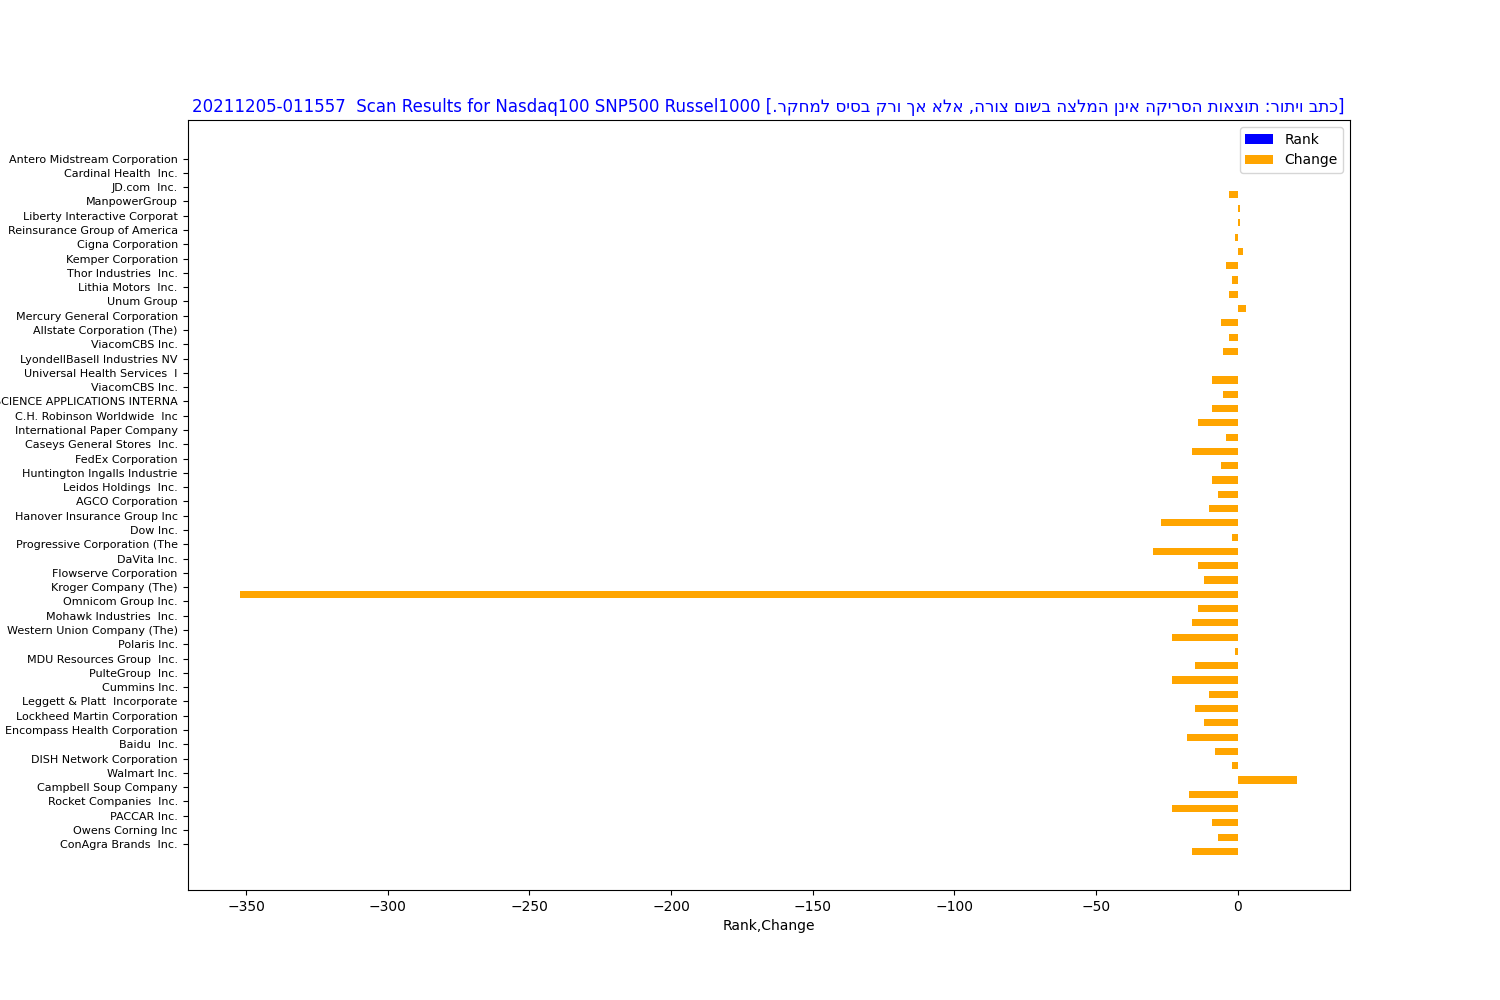 20211205-011557  Scan Results for Nasdaq100 SNP500 Russel1000 [כתב ויתור: תוצאות הסריקה אינן המלצה בשום צורה, אלא אך ורק בסיס למחקר.]
Rank
Change
Antero Midstream Corporation
Cardinal Health  Inc.
JD.com  Inc.
ManpowerGroup
Liberty Interactive Corporat
Reinsurance Group of America
Cigna Corporation
Kemper Corporation
Thor Industries  Inc.
Lithia Motors  Inc.
Unum Group
Mercury General Corporation
Allstate Corporation (The)
ViacomCBS Inc.
LyondellBasell Industries NV
Universal Health Services  I
ViacomCBS Inc.
SCIENCE APPLICATIONS INTERNA
C.H. Robinson Worldwide  Inc
International Paper Company
Caseys General Stores  Inc.
FedEx Corporation
Huntington Ingalls Industrie
Leidos Holdings  Inc.
AGCO Corporation
Hanover Insurance Group Inc
Dow Inc.
Progressive Corporation (The
DaVita Inc.
Flowserve Corporation
Kroger Company (The)
Omnicom Group Inc.
Mohawk Industries  Inc.
Western Union Company (The)
Polaris Inc.
MDU Resources Group  Inc.
PulteGroup  Inc.
Cummins Inc.
Leggett & Platt  Incorporate
Lockheed Martin Corporation
Encompass Health Corporation
Baidu  Inc.
DISH Network Corporation
Walmart Inc.
Campbell Soup Company
Rocket Companies  Inc.
PACCAR Inc.
Owens Corning Inc
ConAgra Brands  Inc.
−350 −300 −250 −200 −150 −100 −50 0
Rank,Change